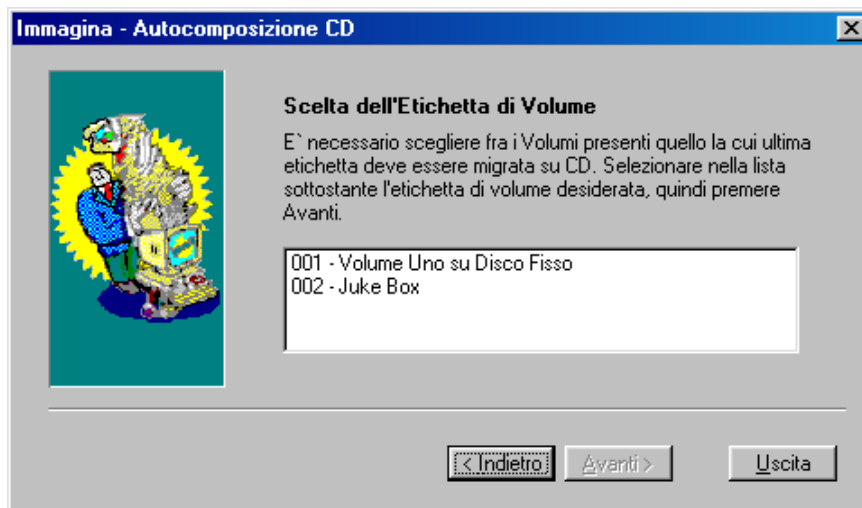 Immagina - Autocomposizione CD
Scelta dell'Etichetta di Volume
E` necessario scegliere fra i Volumi presenti quello la cui ultima
etichetta deve essere migrata su CD. Selezionare nella lista
sottostante l'etichetta di volume desiderata, quindi premere
Avanti.
001 - Volume Uno su Disco Fisso
002 - Juke Box
< Indietro
Avanti >
Uscita